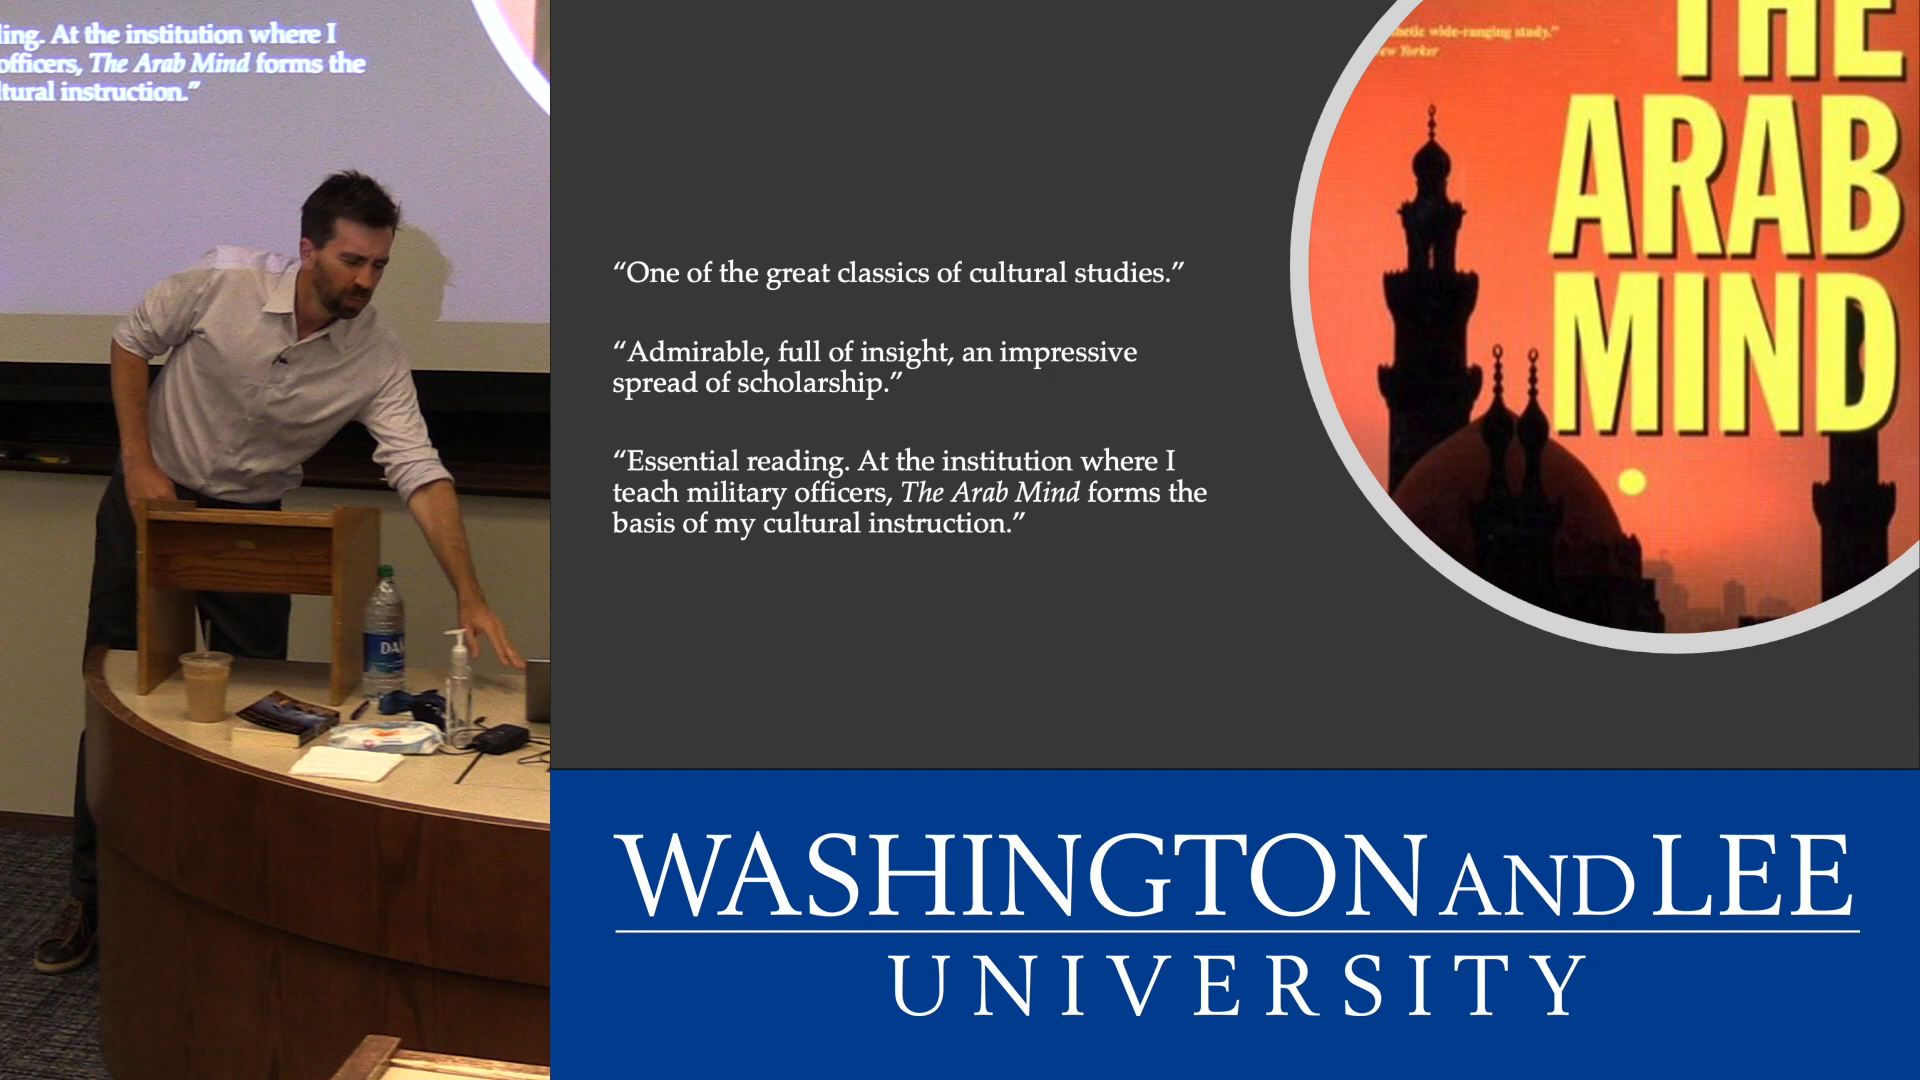 ling. At the institution where I
officers, The Arab Mind forms the
ltural instruction.”
“One of the great classics of cultural studies.”
“Admirable, full of insight, an impressive
spread of scholarship.”
“Essential reading. At the institution where I
teach military officers, The Arab Mind forms the
basis of my cultural instruction.”
wide-ranging study.”
Yorker
THE
ARAB
MIND
DA
WASHINGTON AND LEE
UNIVERSITY